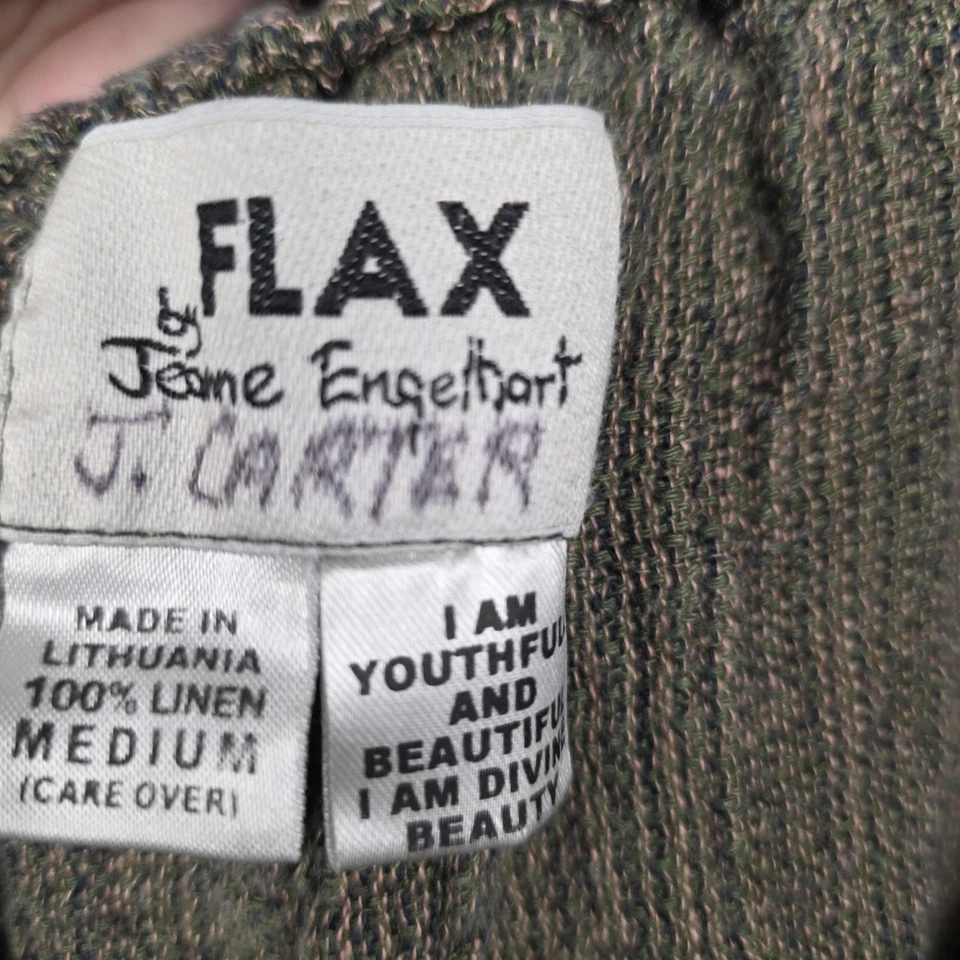 FLAX
by
Jeanne Engelhart
J. CARTER
MADE IN
LITHUANIA
100% LINEN
MEDIUM
(CARE OVER)
I AM
YOUTHFUL
AND
BEAUTIFUL
I AM DIVINE
BEAUTY